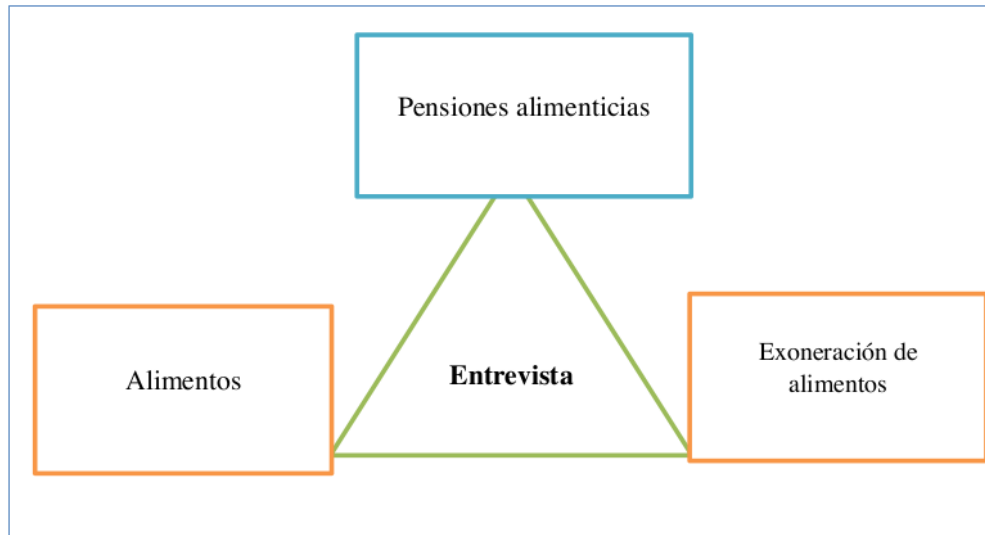 Pensiones alimenticias
Alimentos
Entrevista
Exoneración de
alimentos